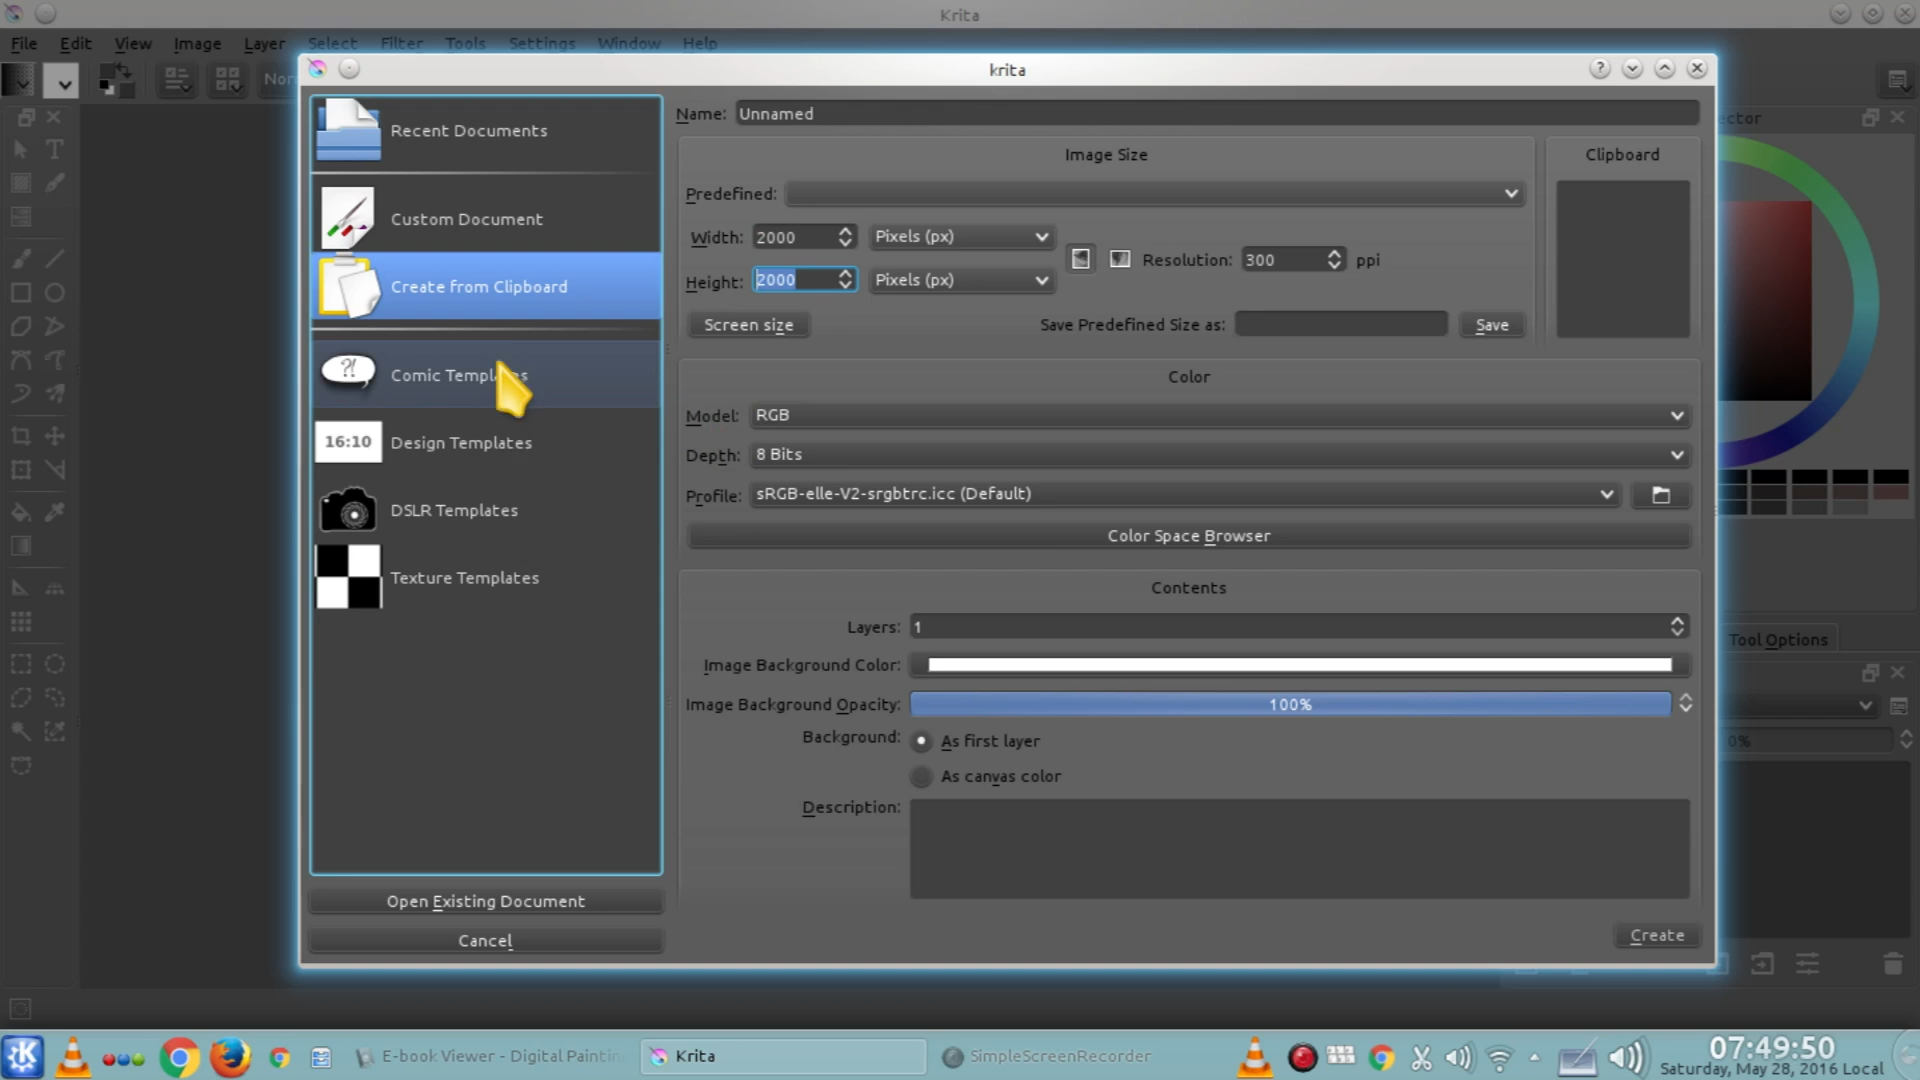 Krita
File Edit View Image Layer Select Filter Tools Settings Window Help
krita
Recent Documents
Custom Document
Create from Clipboard
?!
Comic Templates
16:10
Design Templates
DSLR Templates
Texture Templates
Open Existing Document
Cancel
Name: Unnamed
Image Size
Predefined:
Width: 2000 Pixels (px)
Height: 2000 Pixels (px)
Resolution: 300 ppi
Screen size
Save Predefined Size as:
Save
Clipboard
Color
Model: RGB
Depth: 8 Bits
Profile: sRGB-elle-V2-srgbtrc.icc (Default)
Color Space Browser
Contents
Layers: 1
Image Background Color:
Image Background Opacity: 100%
Background: As first layer
As canvas color
Description:
Create
Tool Options
0%
E-book Viewer - Digital Paintin
Krita
SimpleScreenRecorder
07:49:50
Saturday, May 28, 2016 Local